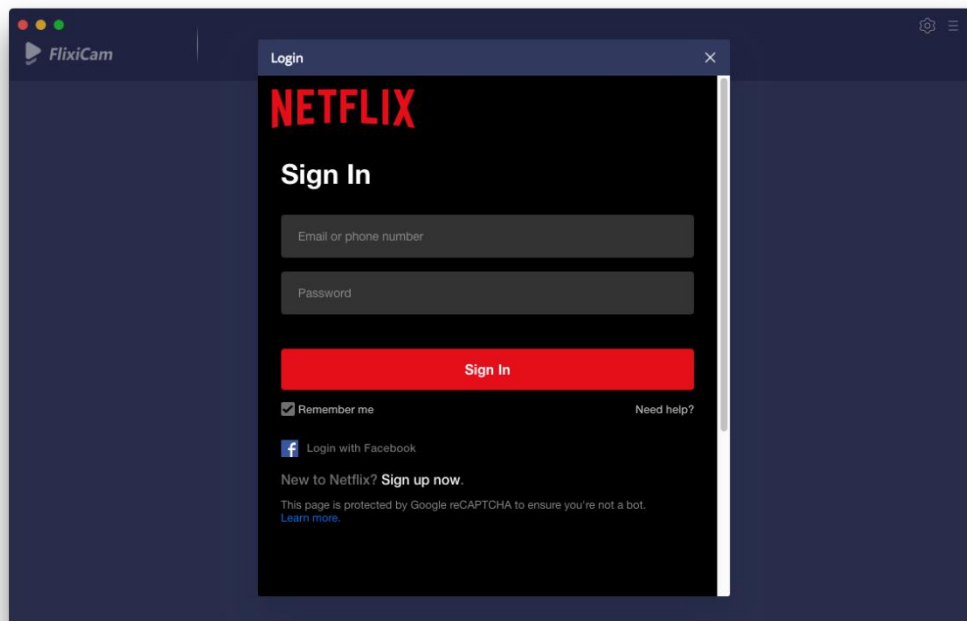 FlixiCam
Login
NETFLIX
Sign In
Email or phone number
Password
Sign In
Remember me
Need help?
Login with Facebook
New to Netflix? Sign up now.
This page is protected by Google reCAPTCHA to ensure you're not a bot.
Learn more.